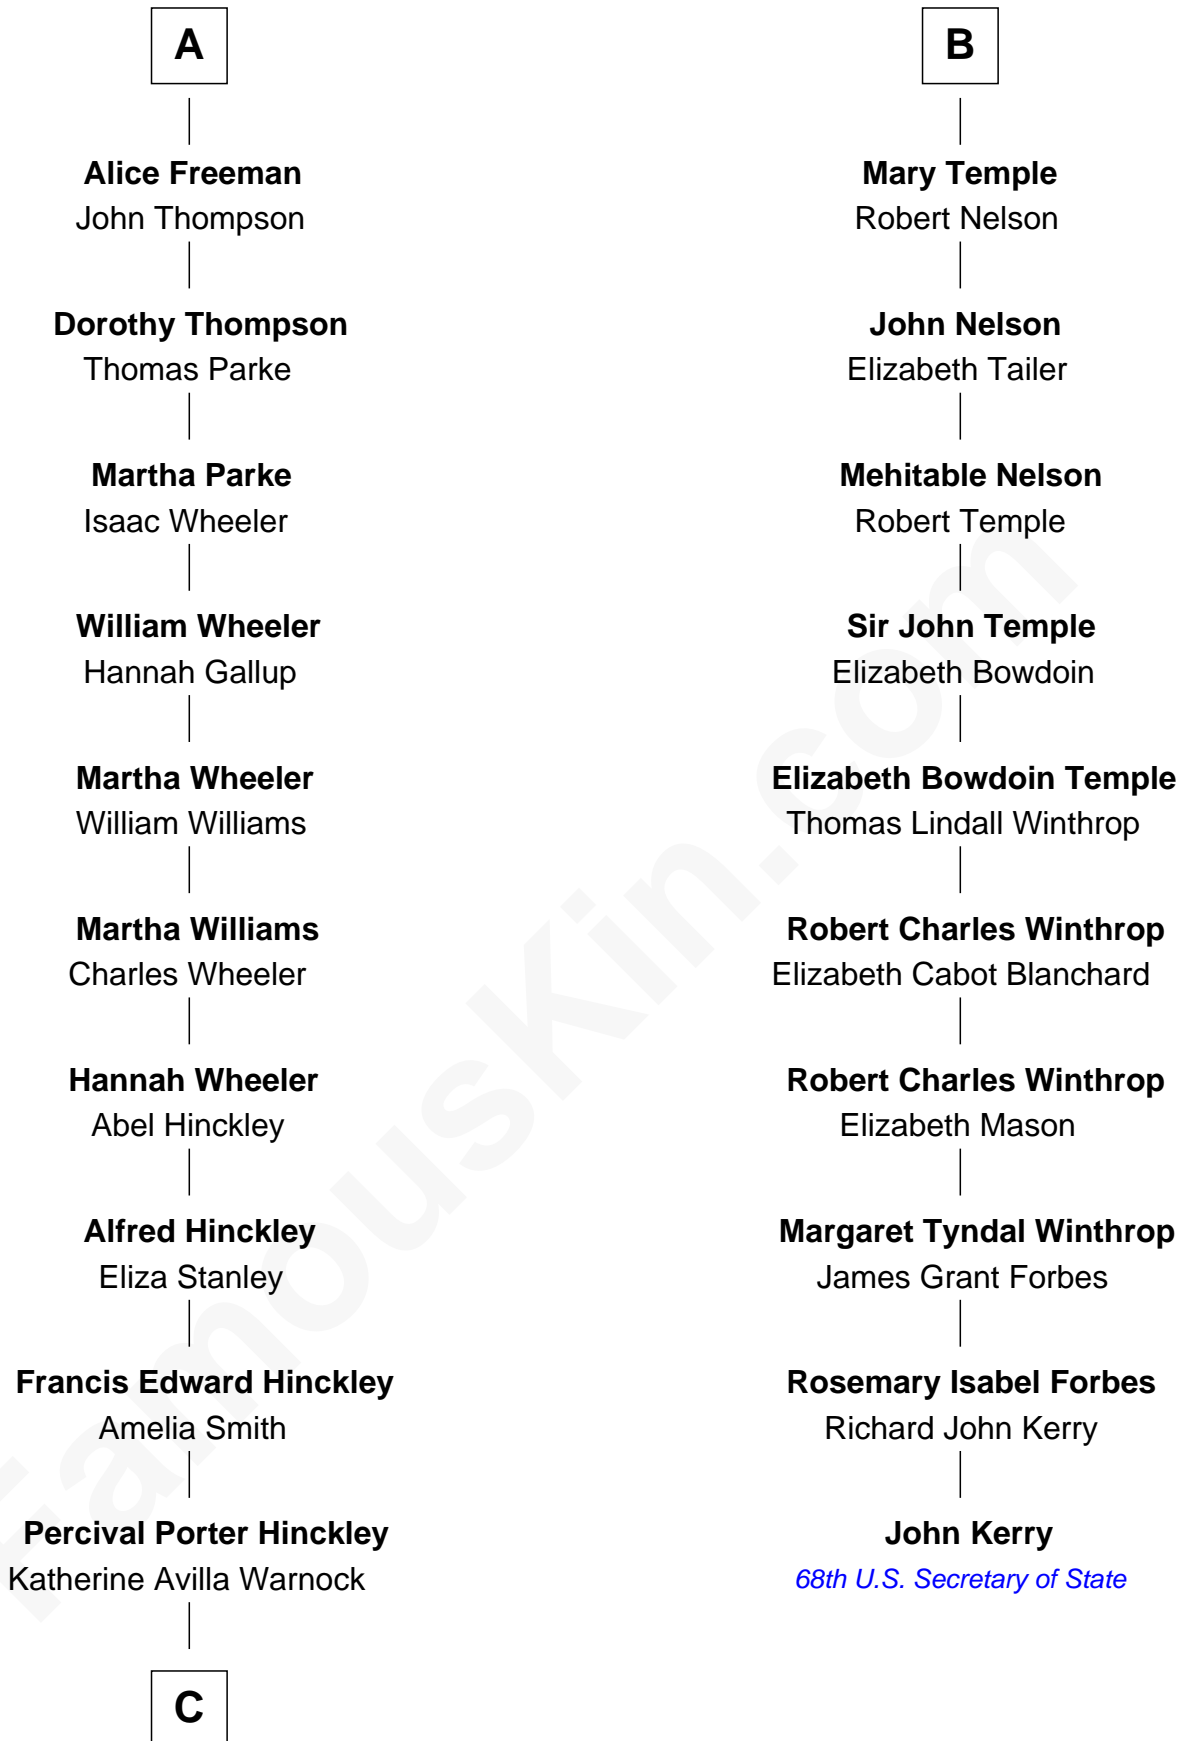 A
Alice Freeman
John Thompson
Dorothy Thompson
Thomas Parke
Martha Parke
Isaac Wheeler
William Wheeler
Hannah Gallup
Martha Wheeler
William Williams
Martha Williams
Charles Wheeler
Hannah Wheeler
Abel Hinckley
Alfred Hinckley
Eliza Stanley
Francis Edward Hinckley
Amelia Smith
Percival Porter Hinckley
Katherine Avilla Warnock
C
B
Mary Temple
Robert Nelson
John Nelson
Elizabeth Tailer
Mehitable Nelson
Robert Temple
Sir John Temple
Elizabeth Bowdoin
Elizabeth Bowdoin Temple
Thomas Lindall Winthrop
Robert Charles Winthrop
Elizabeth Cabot Blanchard
Robert Charles Winthrop
Elizabeth Mason
Margaret Tyndal Winthrop
James Grant Forbes
Rosemary Isabel Forbes
Richard John Kerry
John Kerry
68th U.S. Secretary of State
FamousKin.com